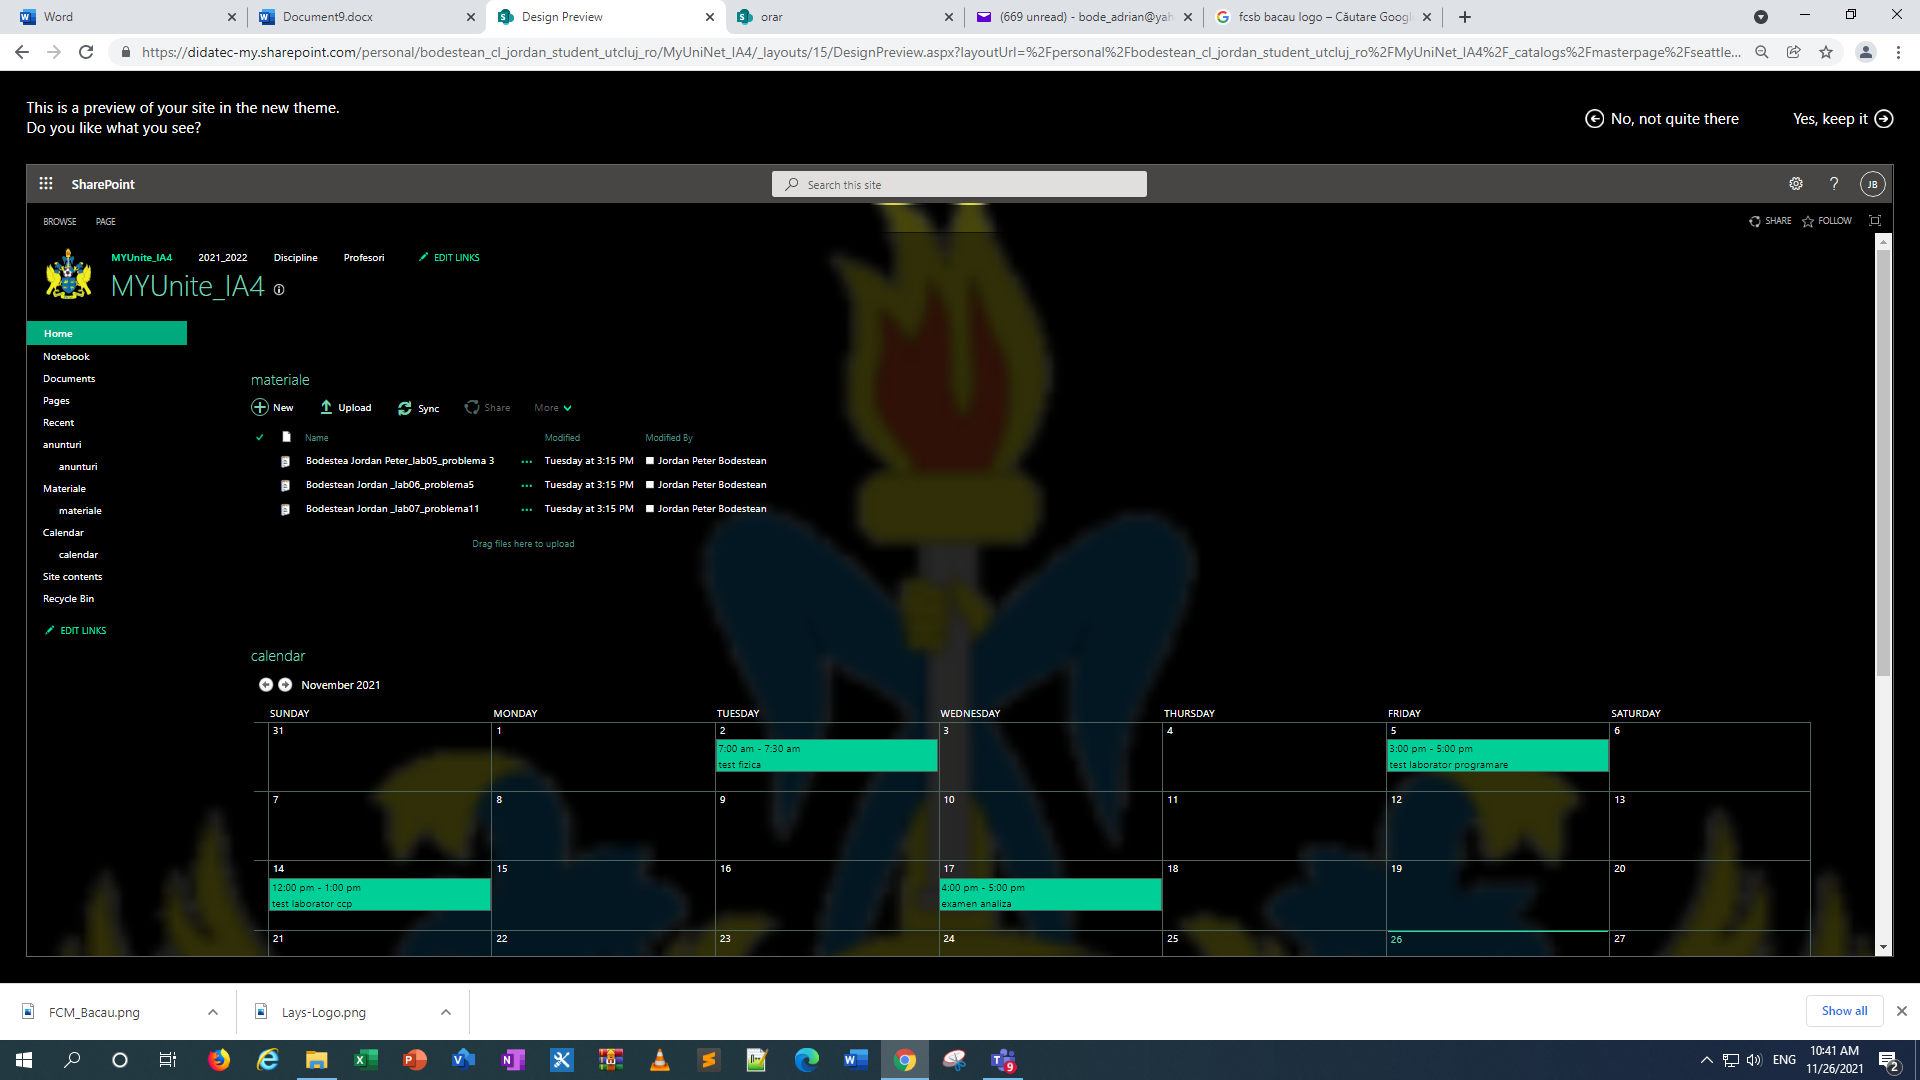 Word
Document9.docx
Design Preview
orar
(669 unread) - bode_adrian@yah
fcsb bacau logo – Căutare Googl
https://didatec-my.sharepoint.com/personal/bodestean_cl_jordan_student_utcluj_ro/MyUniNet_IA4/_layouts/15/DesignPreview.aspx?layoutUrl=%2Fpersonal%2Fbodestean_cl_jordan_student_utcluj_ro%2FMyUniNet_IA4%2F_catalogs%2Fmasterpage%2Fseattle...
This is a preview of your site in the new theme.
Do you like what you see?
No, not quite there
Yes, keep it
SharePoint
Search this site
JB
BROWSE PAGE
SHARE FOLLOW
MYUnite_IA4 2021_2022 Discipline Profesori EDIT LINKS
MYUnite_IA4
Home
Notebook
Documents
Pages
Recent
anunturi
anunturi
Materiale
materiale
Calendar
calendar
Site contents
Recycle Bin
EDIT LINKS
materiale
New Upload Sync Share More
Name Modified Modified By
Bodestea Jordan Peter_lab05_problema 3 ... Tuesday at 3:15 PM Jordan Peter Bodestean
Bodestean Jordan _lab06_problema5 ... Tuesday at 3:15 PM Jordan Peter Bodestean
Bodestean Jordan _lab07_problema11 ... Tuesday at 3:15 PM Jordan Peter Bodestean
Drag files here to upload
calendar
November 2021
SUNDAY MONDAY TUESDAY WEDNESDAY THURSDAY FRIDAY SATURDAY
31 1 2 3 4 5 6
7:00 am - 7:30 am
test fizica
3:00 pm - 5:00 pm
test laborator programare
7 8 9 10 11 12 13
14 15 16 17 18 19 20
12:00 pm - 1:00 pm
test laborator ccp
4:00 pm - 5:00 pm
examen analiza
21 22 23 24 25 26 27
FCM_Bacau.png
Lays-Logo.png
Show all
9
ENG
10:41 AM
11/26/2021
2